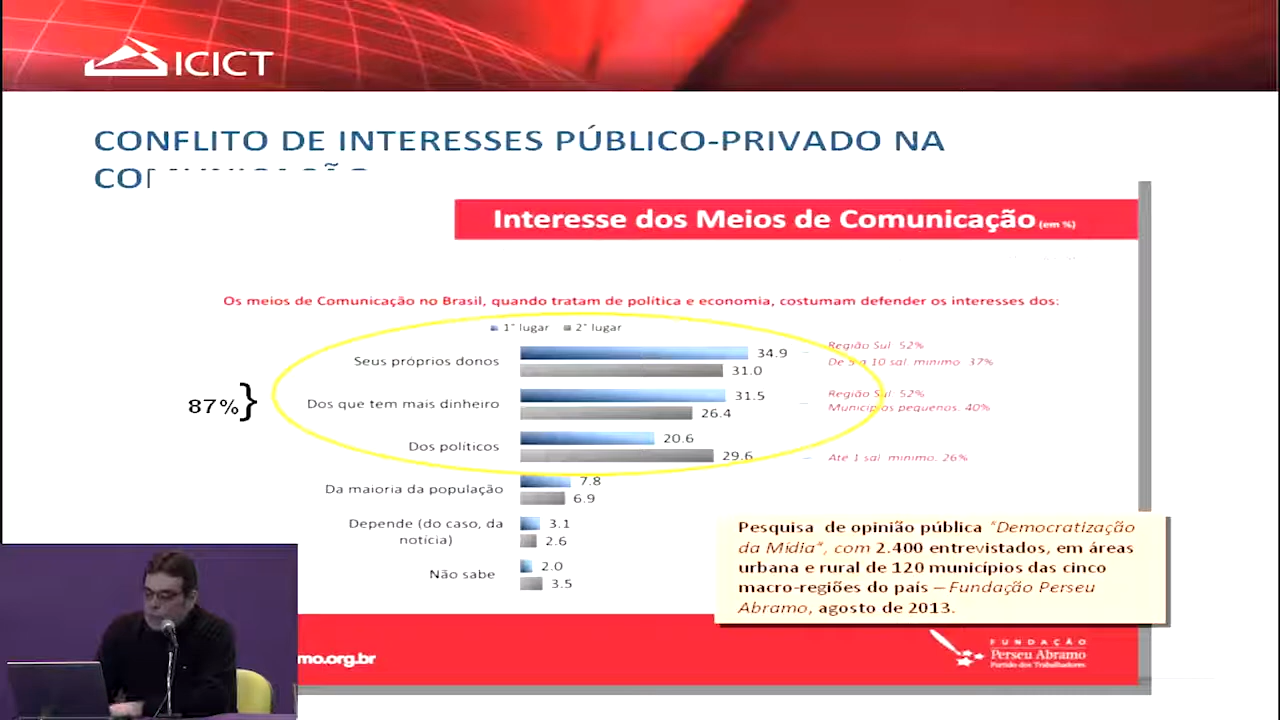 ICICT
CONFLITO DE INTERESSES PÚBLICO-PRIVADO NA
Interesse dos Meios de Comunicação (em %)
Os meios de Comunicação no Brasil, quando tratam de política e economia, costumam defender os interesses dos:
1° lugar 2° lugar
Seus próprios donos 34.9 31.0
Região Sul 52%
De 5 a 10 sal. mínimo 37%
87%}
Dos que tem mais dinheiro 31.5 26.4
Região Sul 52%
Municípios pequenos. 40%
Dos políticos 20.6 29.6
Até 1 sal. mínimo. 26%
Da maioria da população 7.8 6.9
Depende (do caso, da
notícia) 3.1 2.6
Não sabe 2.0 3.5
Pesquisa de opinião pública "Democratização
da Mídia", com 2.400 entrevistados, em áreas
urbana e rural de 120 municípios das cinco
macro-regiões do país – Fundação Perseu
Abramo, agosto de 2013.
mo.org.br
FUNDAÇÃO
Perseu Abramo
Partido dos Trabalhadores